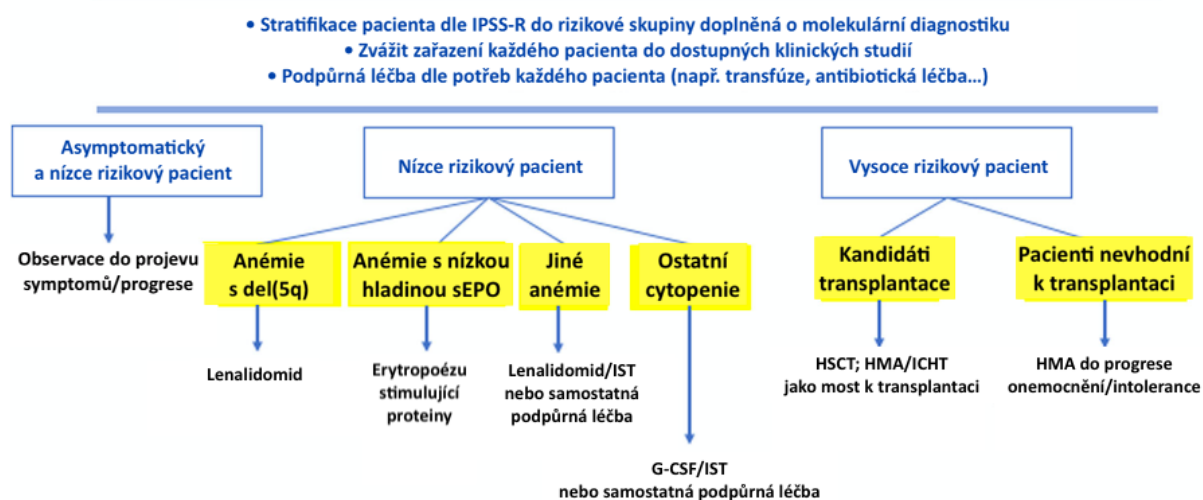 • Stratifikace pacienta dle IPSS-R do rizikové skupiny doplněná o molekulární diagnostiku
• Zvážit zařazení každého pacienta do dostupných klinických studií
• Podpůrná léčba dle potřeb každého pacienta (např. transfúze, antibiotická léčba...)
Asymptomatický
a nízce rizikový pacient
Nízce rizikový pacient
Vysoce rizikový pacient
Observace do projevu
symptomů/progrese
Anémie
s del(5q)
Anémie s nízkou
hladinou sEPO
Jiné
anémie
Ostatní
cytopenie
Kandidáti
transplantace
Pacienti nevhodní
k transplantaci
Lenalidomid
Erytropoézu
stimulující
proteiny
Lenalidomid/IST
nebo samostatná
podpůrná léčba
HSCT; HMA/ICHT
jako most k transplantaci
HMA do progrese
onemocnění/intolerance
G-CSF/IST
nebo samostatná podpůrná léčba